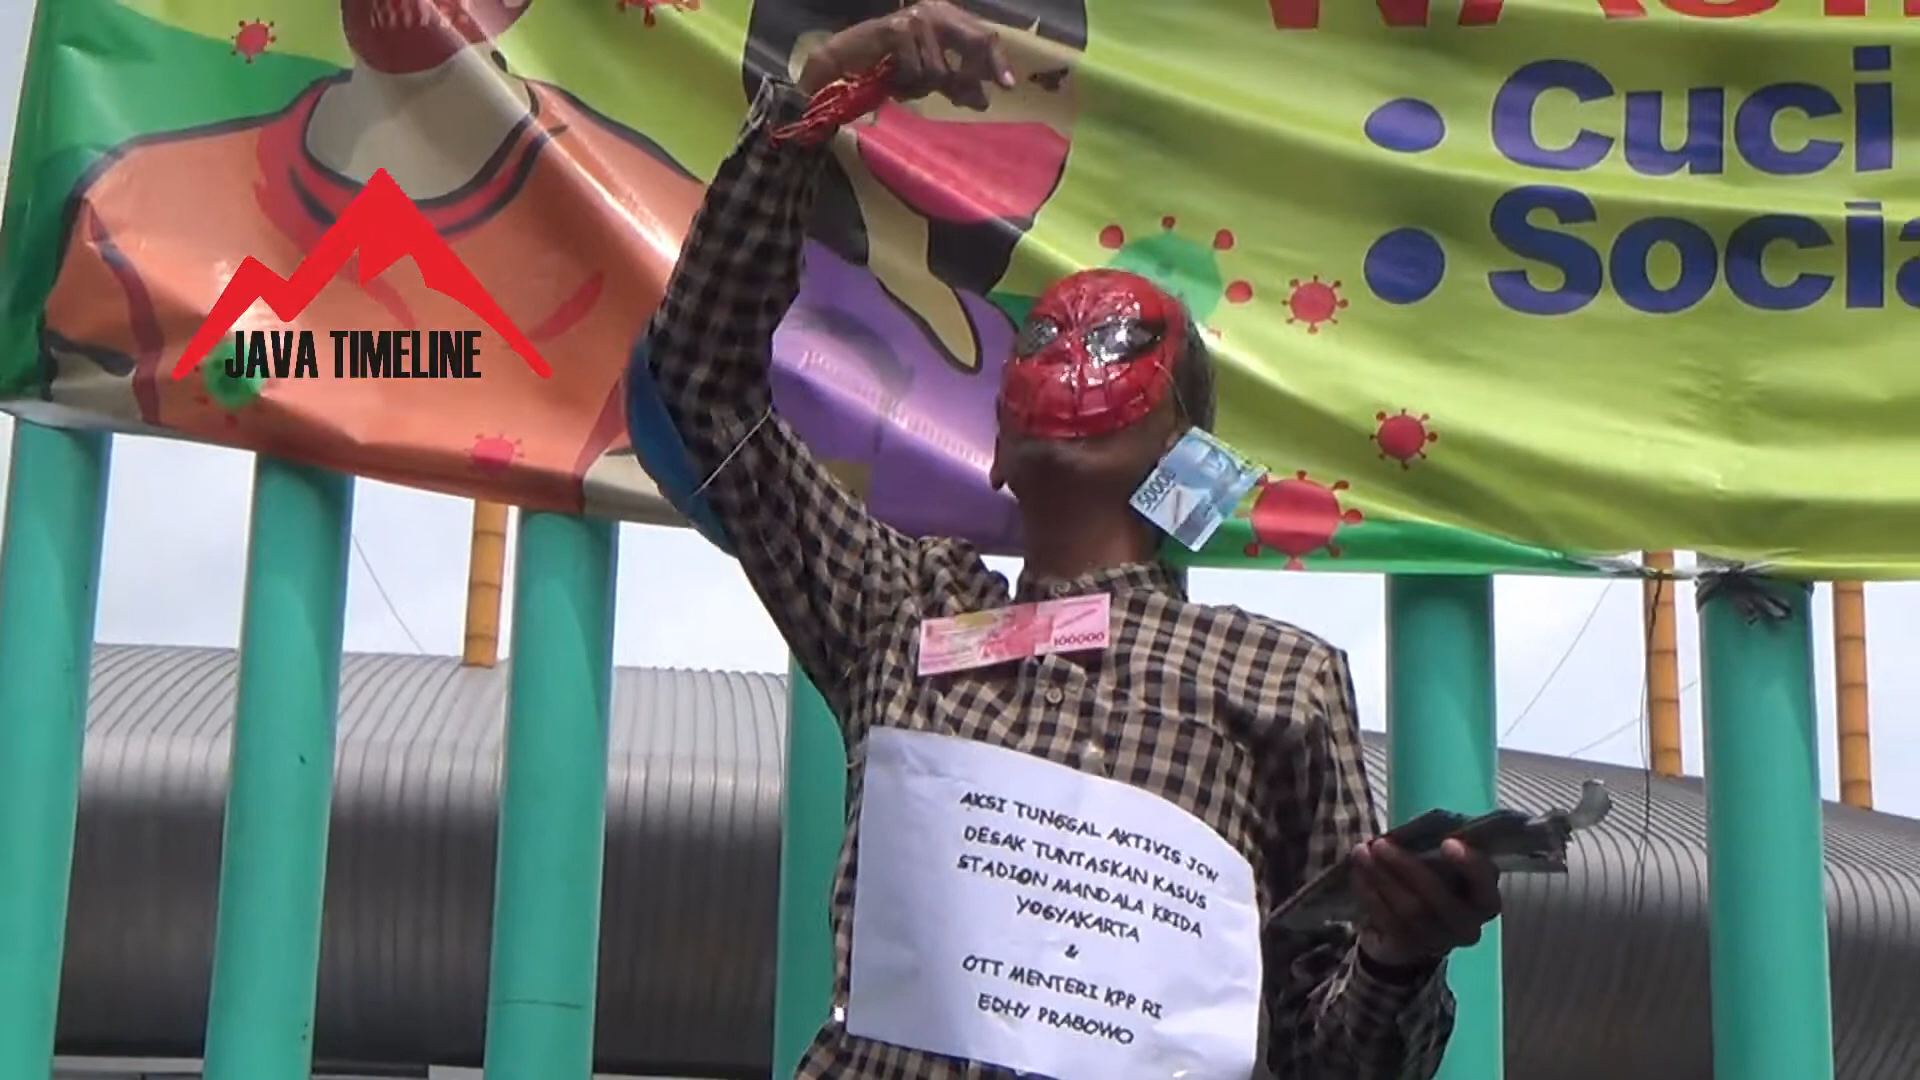 WASP
• Cuci
• Socia
JAVA TIMELINE
50000
100000
AKSI TUNGGAL AKTIVIS JCW
DESAK TUNTASKAN KASUS
STADION MANDALA KRIDA
YOGYAKARTA
&
OTT MENTERI KPP RI
EDHY PRABOWO